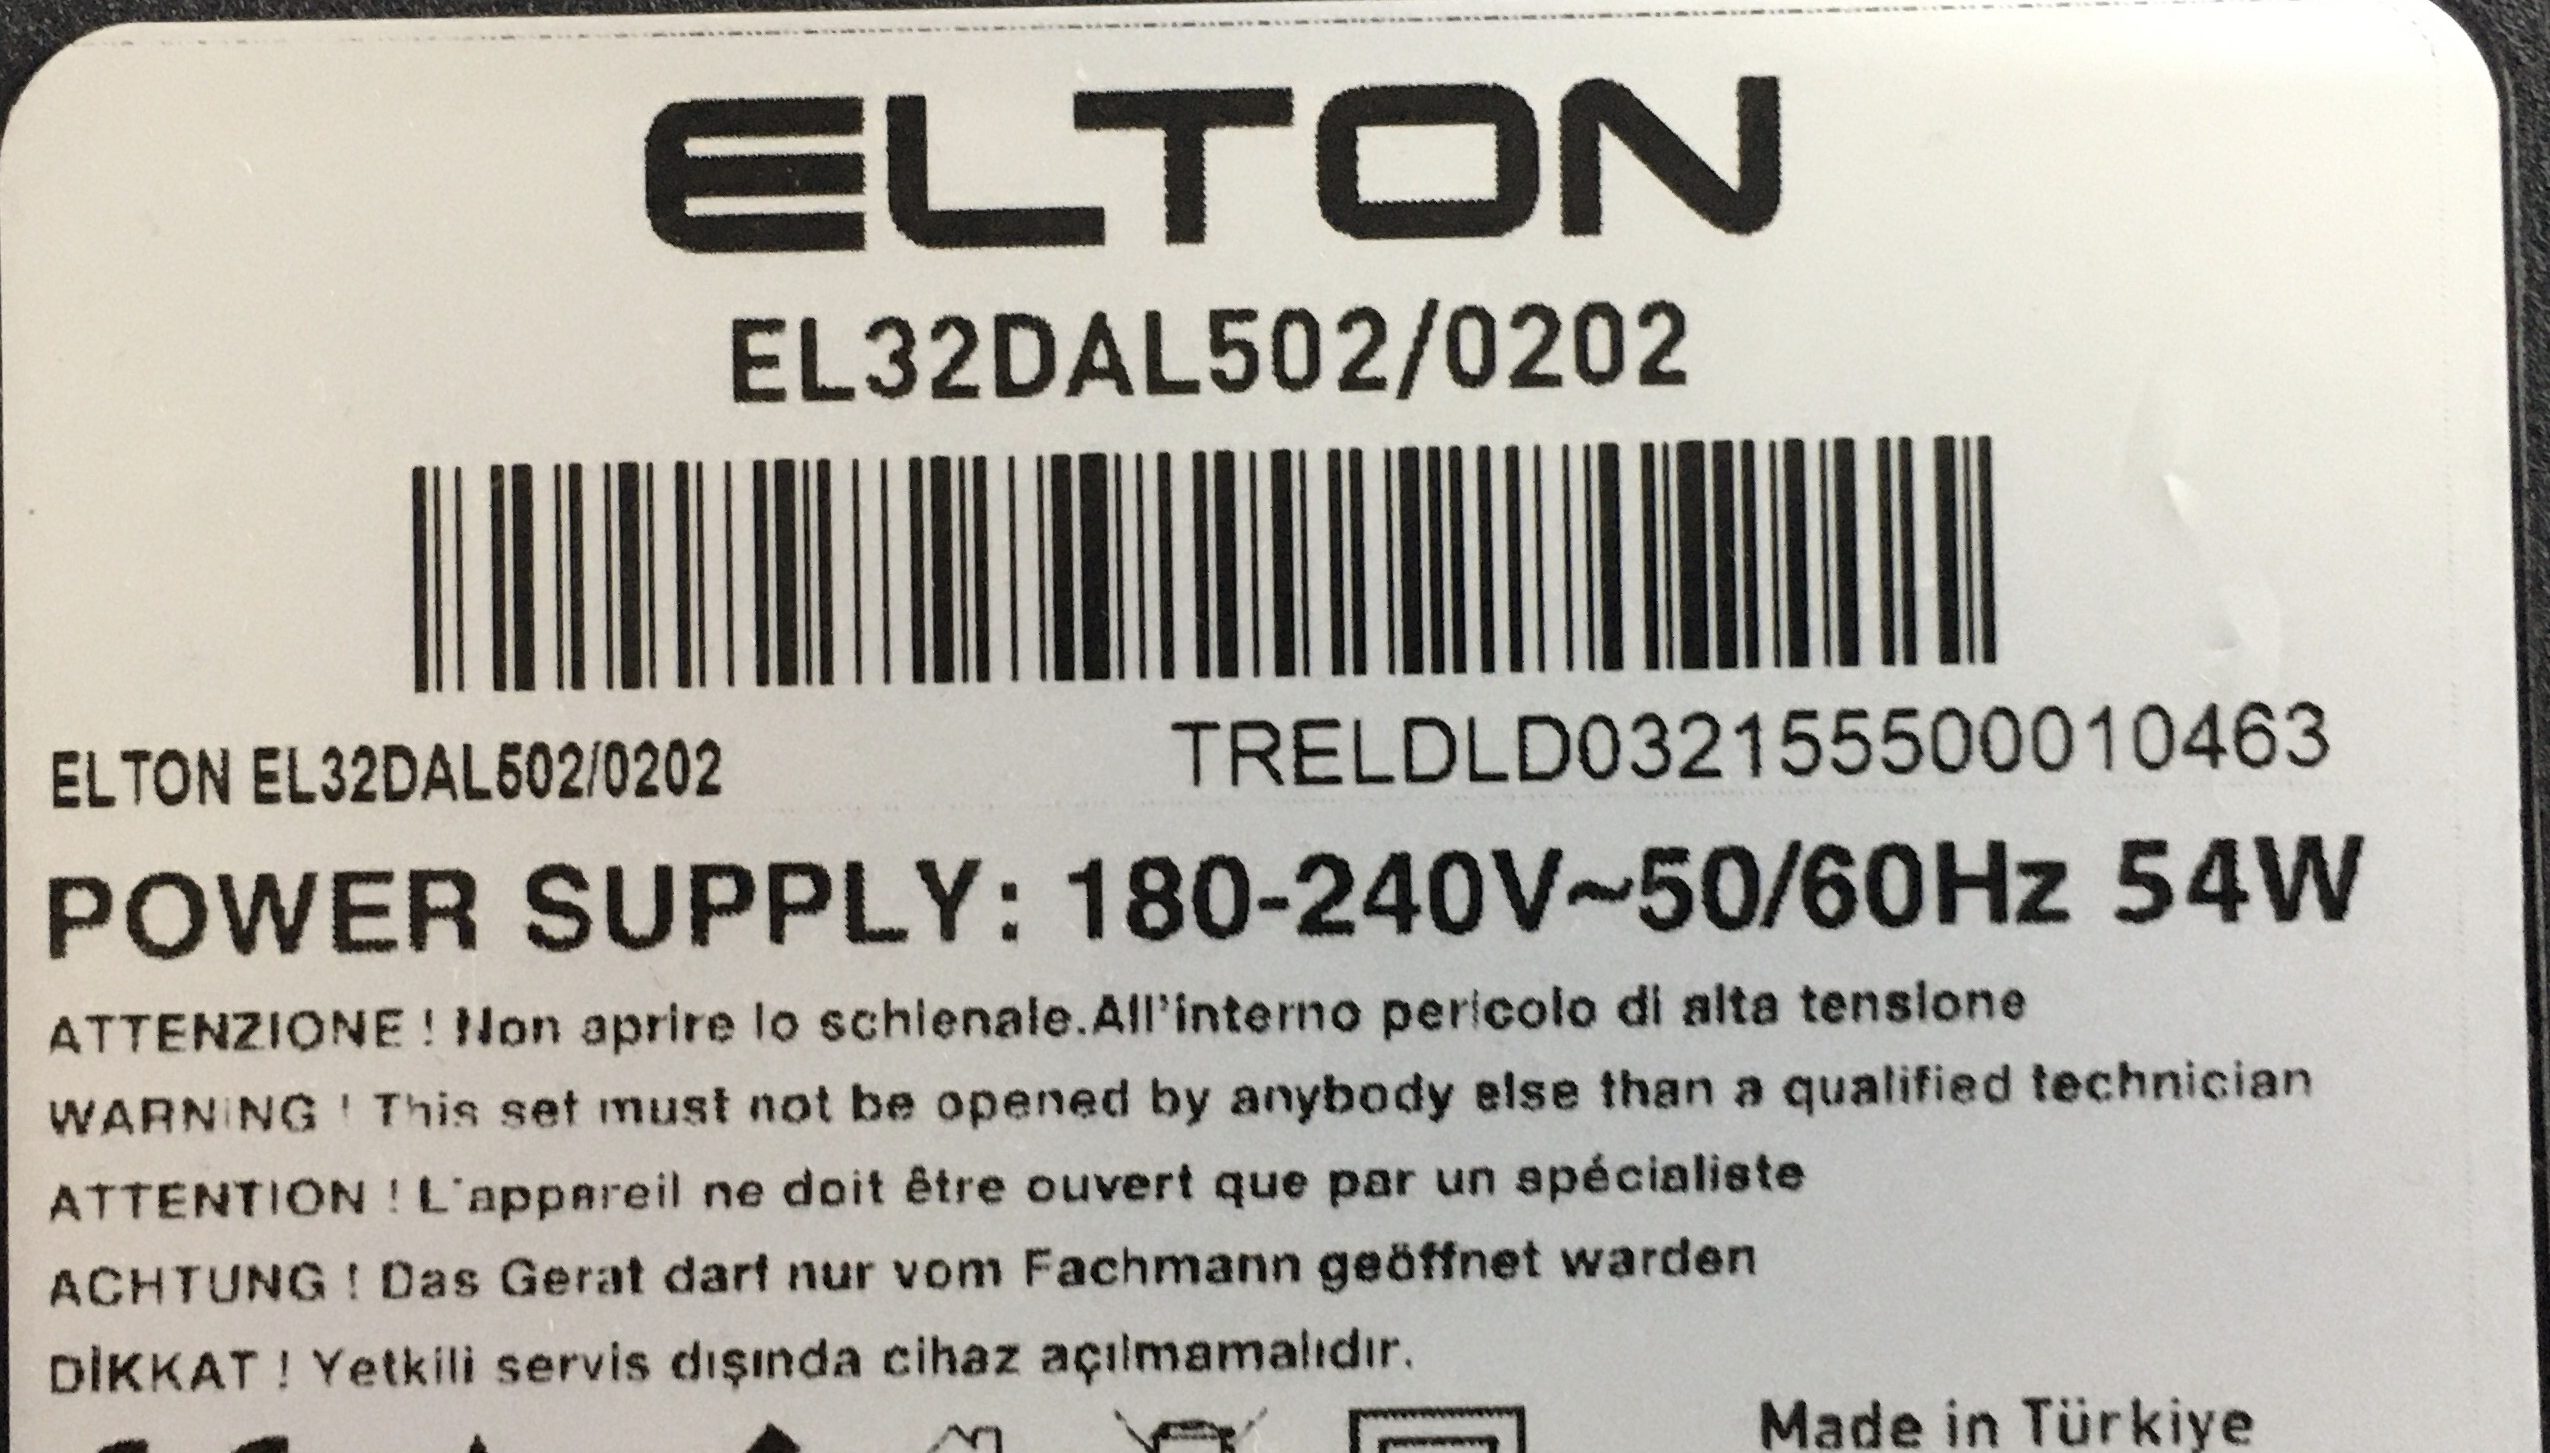 ELTON
EL32DAL502/0202
ELTON EL32DAL502/0202
TRELDLD0321555500010463
POWER SUPPLY: 180-240V~50/60Hz 54W
ATTENZIONE ! Non aprire lo schienale.All'interno pericolo di alta tensione
WARNING ! This set must not be opened by anybody else than a qualified technician
ATTENTION ! L'appareil ne doit être ouvert que par un spécialiste
ACHTUNG ! Das Gerat darf nur vom Fachmann geöffnet warden
DİKKAT ! Yetkili servis dışında cihaz açılmamalıdır.
Made in Türkiye